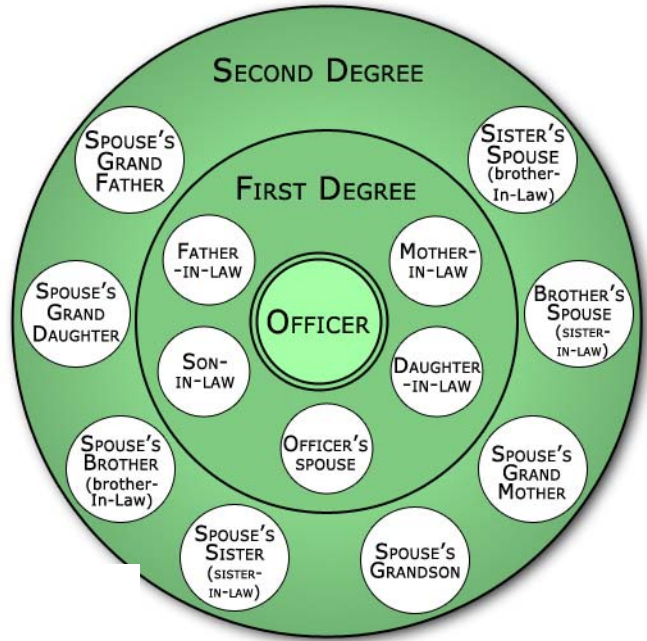 SECOND DEGREE
SPOUSE'S
GRAND
FATHER
SISTER'S
SPOUSE
(brother-
In-Law)
FIRST DEGREE
FATHER
-IN-LAW
MOTHER-
IN-LAW
OFFICER
SPOUSE'S
GRAND
DAUGHTER
BROTHER'S
SPOUSE
(SISTER-
IN-LAW)
SON-
IN-LAW
DAUGHTER
-IN-LAW
OFFICER'S
SPOUSE
SPOUSE'S
BROTHER
(brother-
In-Law)
SPOUSE'S
GRAND
MOTHER
SPOUSE'S
SISTER
(SISTER-
IN-LAW)
SPOUSE'S
GRANDSON